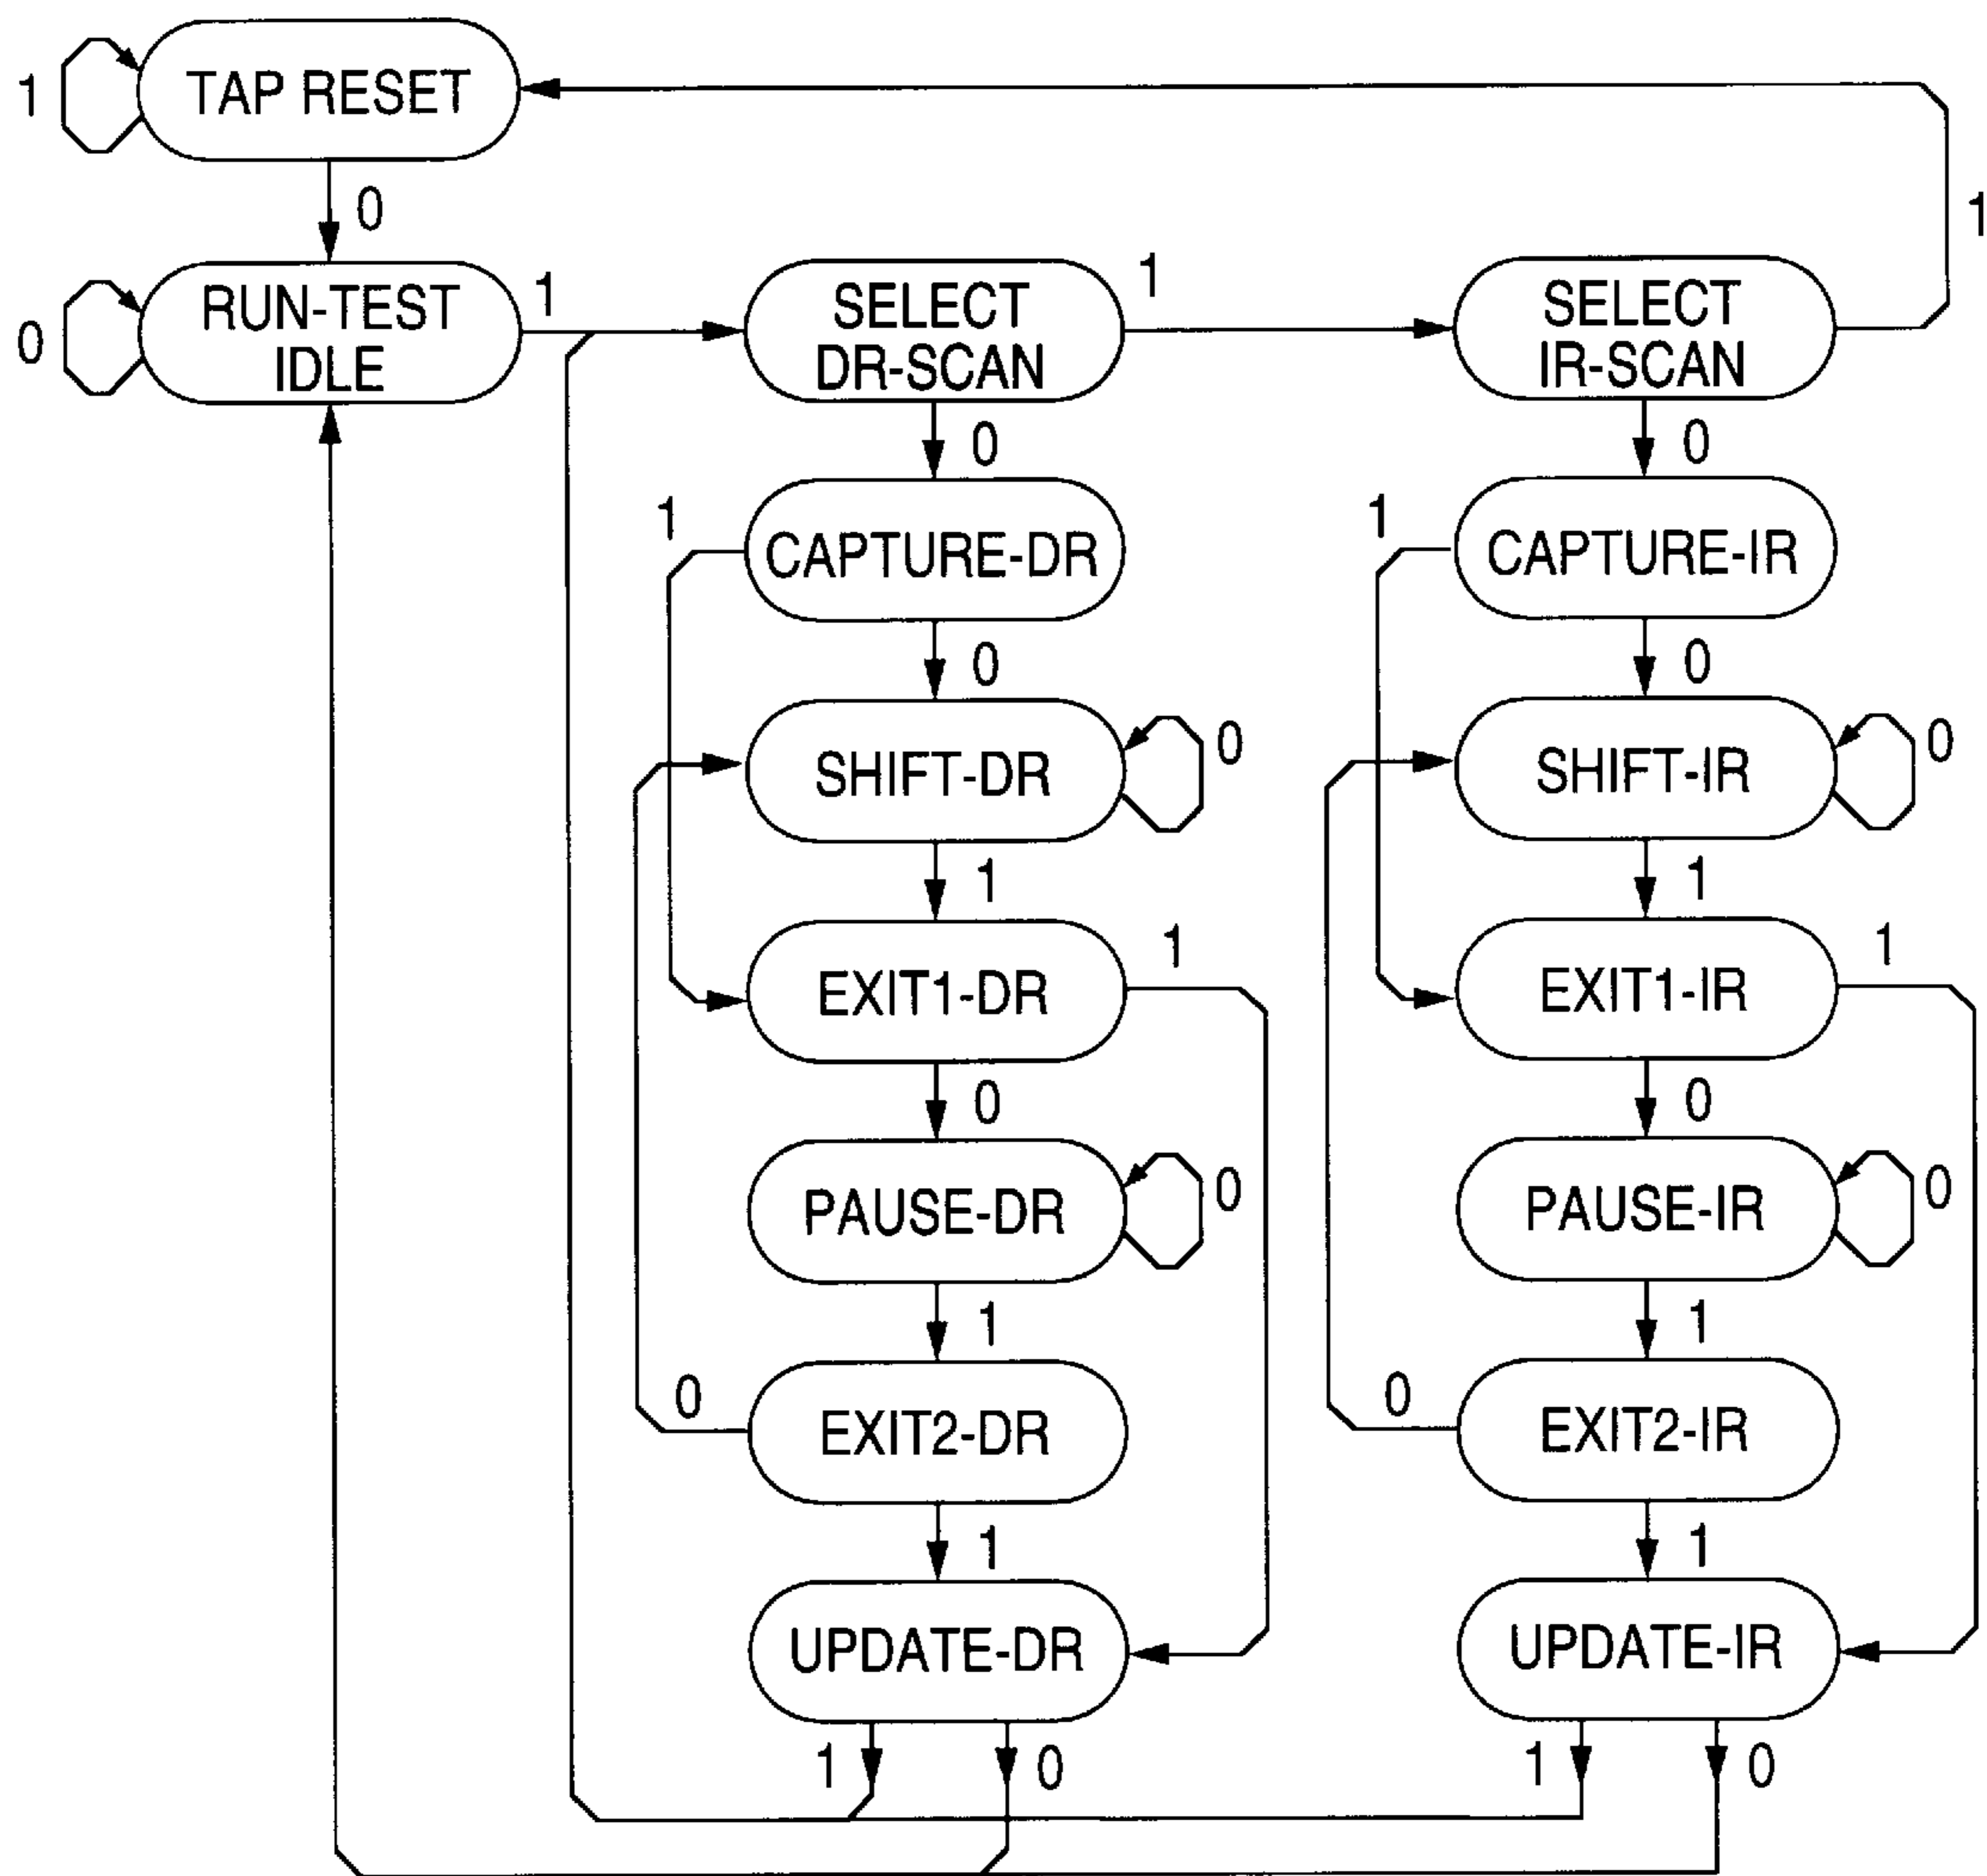 1
TAP RESET
0
1
0
RUN-TEST
IDLE
1
SELECT
DR-SCAN
1
SELECT
IR-SCAN
0
0
1
CAPTURE-DR
1
CAPTURE-IR
0
0
SHIFT-DR
0
SHIFT-IR
0
1
1
EXIT1-DR
1
EXIT1-IR
1
0
0
PAUSE-DR
0
PAUSE-IR
0
1
1
0
EXIT2-DR
0
EXIT2-IR
1
1
UPDATE-DR
UPDATE-IR
1
0
1
0